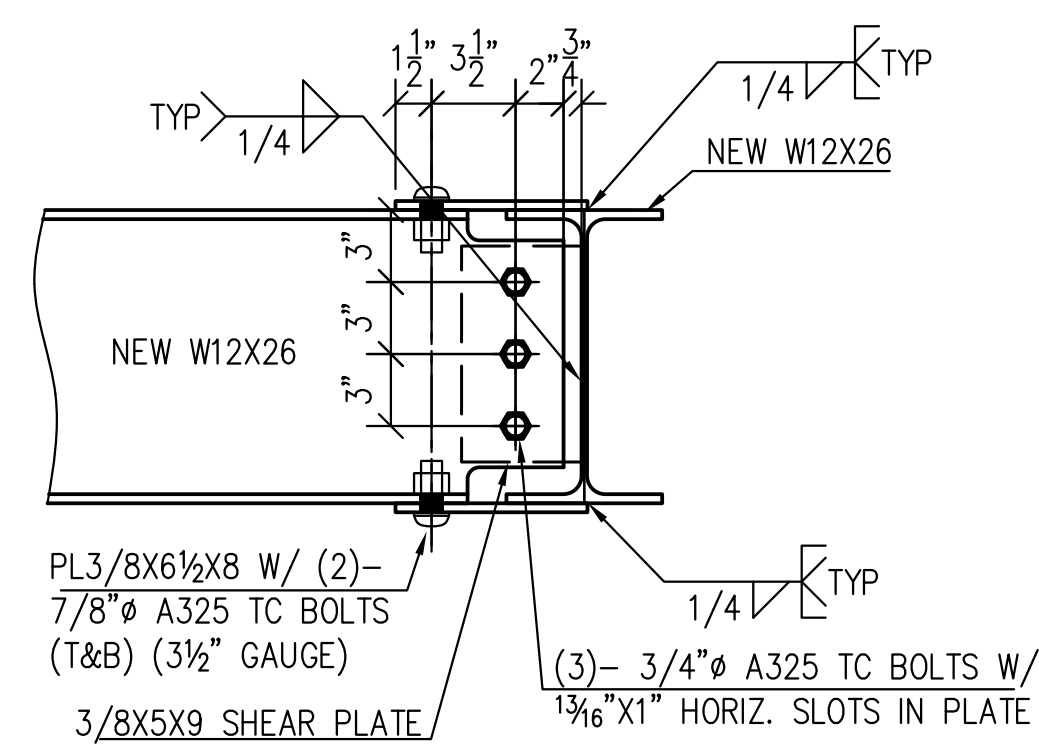 1 1/2" 3 1/2" 2" 3/4"
TYP
1/4
1/4
TYP
NEW W12X26
3"
3"
3"
NEW W12X26
PL3/8X6½X8 W/ (2)-
7/8"ø A325 TC BOLTS
(T&B) (3½" GAUGE)
3/8X5X9 SHEAR PLATE
1/4
TYP
(3)- 3/4"ø A325 TC BOLTS W/
13/16"X1" HORIZ. SLOTS IN PLATE